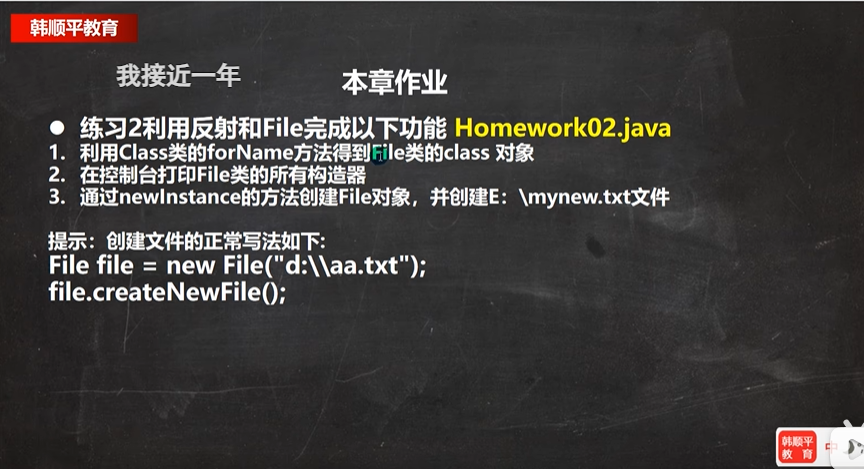 韩顺平教育
我接近一年
本章作业
● 练习2利用反射和File完成以下功能 Homework02.java
1. 利用Class类的forName方法得到File类的class 对象
2. 在控制台打印File类的所有构造器
3. 通过newInstance的方法创建File对象，并创建E：\mynew.txt文件
提示：创建文件的正常写法如下:
File file = new File("d:\\aa.txt");
file.createNewFile();
韩顺平
教 育
中